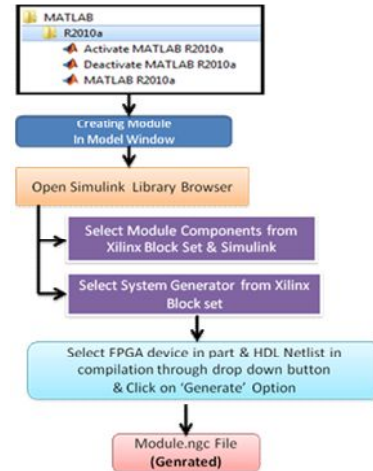 MATLAB
R2010a
Activate MATLAB R2010a
Deactivate MATLAB R2010a
MATLAB R2010a
Creating Module
In Model Window
Open Simulink Library Browser
Select Module Components from
Xilinx Block Set & Simulink
Select System Generator from Xilinx
Block set
Select FPGA device in part & HDL Netlist in
compilation through drop down button
& Click on 'Generate' Option
Module.ngc File
(Genrated)